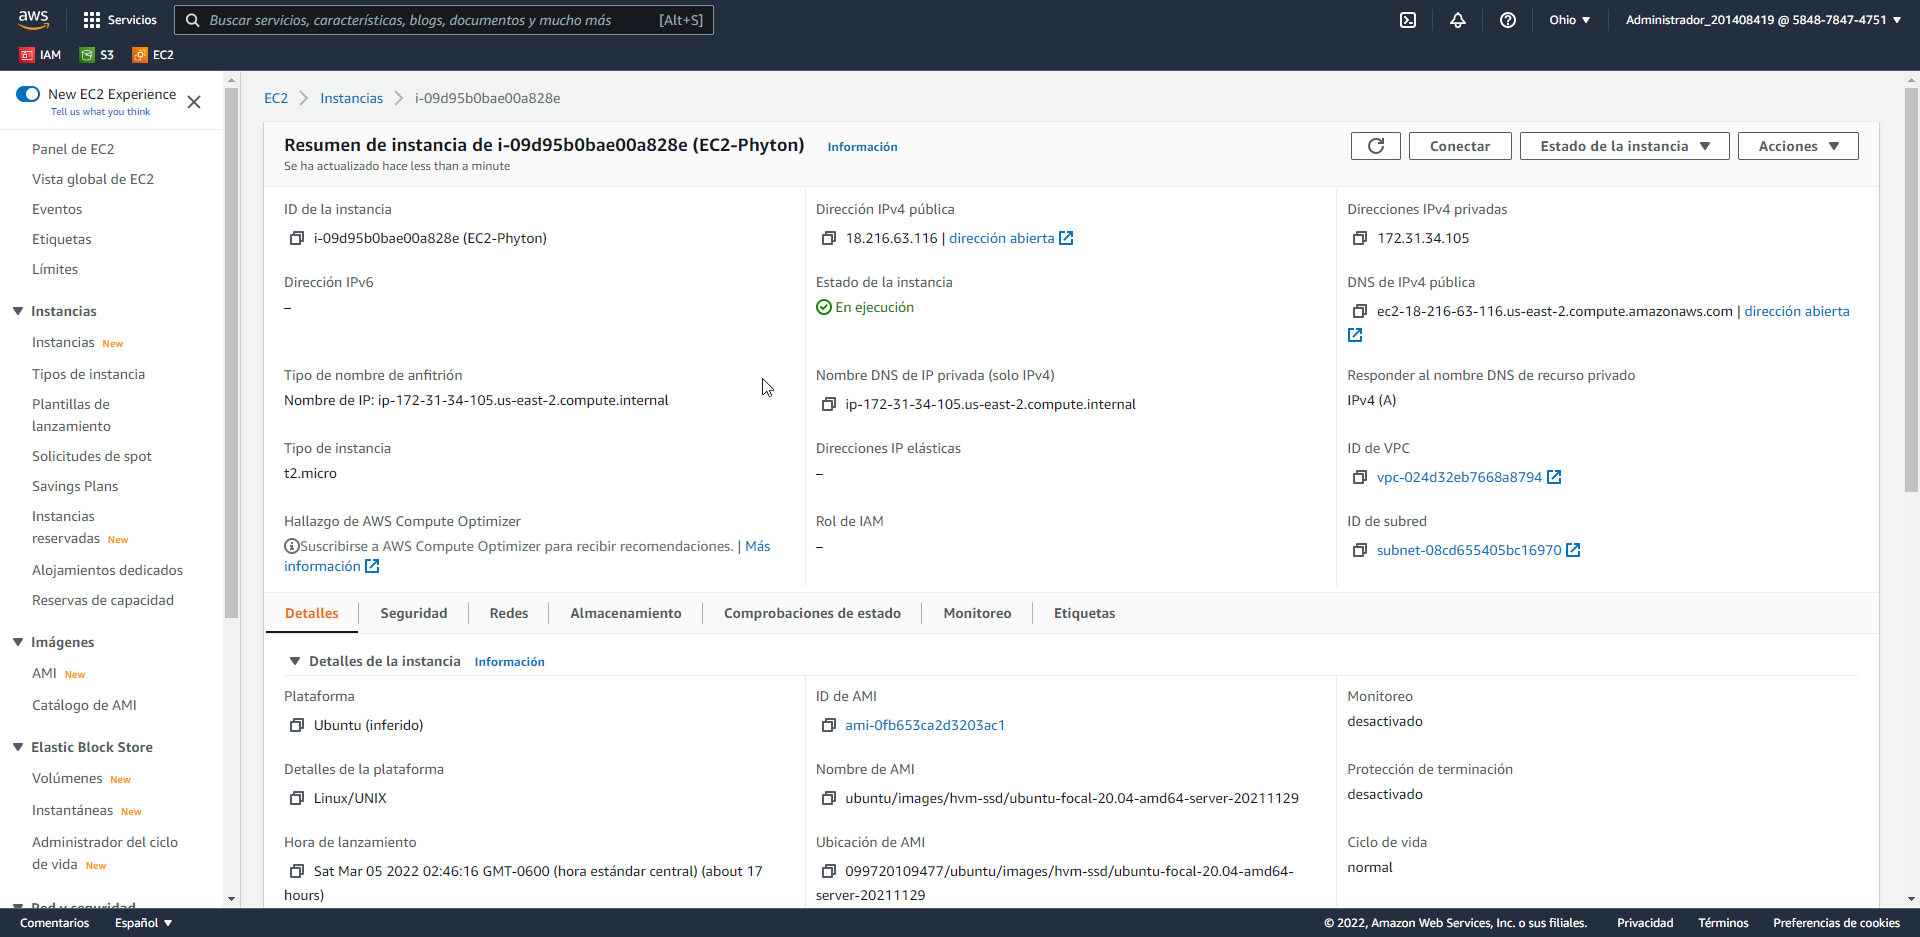 aws
Servicios
Buscar servicios, características, blogs, documentos y mucho más [Alt+S]
Ohio
Administrador_201408419 @ 5848-7847-4751
IAM
S3
EC2
New EC2 Experience
Tell us what you think
Panel de EC2
Vista global de EC2
Eventos
Etiquetas
Límites
Instancias
Instancias New
Tipos de instancia
Plantillas de
lanzamiento
Solicitudes de spot
Savings Plans
Instancias
reservadas New
Alojamientos dedicados
Reservas de capacidad
Imágenes
AMI New
Catálogo de AMI
Elastic Block Store
Volúmenes New
Instantáneas New
Administrador del ciclo
de vida New
Red y seguridad
EC2
Instancias
i-09d95b0bae00a828e
Resumen de instancia de i-09d95b0bae00a828e (EC2-Phyton)
Información
Se ha actualizado hace less than a minute
Conectar
Estado de la instancia
Acciones
ID de la instancia
i-09d95b0bae00a828e (EC2-Phyton)
Dirección IPv4 pública
18.216.63.116 | dirección abierta
Direcciones IPv4 privadas
172.31.34.105
Dirección IPv6
–
Estado de la instancia
En ejecución
DNS de IPv4 pública
ec2-18-216-63-116.us-east-2.compute.amazonaws.com | dirección abierta
Tipo de nombre de anfitrión
Nombre de IP: ip-172-31-34-105.us-east-2.compute.internal
Nombre DNS de IP privada (solo IPv4)
ip-172-31-34-105.us-east-2.compute.internal
Responder al nombre DNS de recurso privado
IPv4 (A)
Tipo de instancia
t2.micro
Direcciones IP elásticas
–
ID de VPC
vpc-024d32eb7668a8794
Hallazgo de AWS Compute Optimizer
Suscribirse a AWS Compute Optimizer para recibir recomendaciones. | Más
información
Rol de IAM
–
ID de subred
subnet-08cd655405bc16970
Detalles
Seguridad
Redes
Almacenamiento
Comprobaciones de estado
Monitoreo
Etiquetas
Detalles de la instancia
Información
Plataforma
Ubuntu (inferido)
ID de AMI
ami-0fb653ca2d3203ac1
Monitoreo
desactivado
Detalles de la plataforma
Linux/UNIX
Nombre de AMI
ubuntu/images/hvm-ssd/ubuntu-focal-20.04-amd64-server-20211129
Protección de terminación
desactivado
Hora de lanzamiento
Sat Mar 05 2022 02:46:16 GMT-0600 (hora estándar central) (about 17
hours)
Ubicación de AMI
099720109477/ubuntu/images/hvm-ssd/ubuntu-focal-20.04-amd64-
server-20211129
Ciclo de vida
normal
Comentarios
Español
© 2022, Amazon Web Services, Inc. o sus filiales.
Privacidad
Términos
Preferencias de cookies